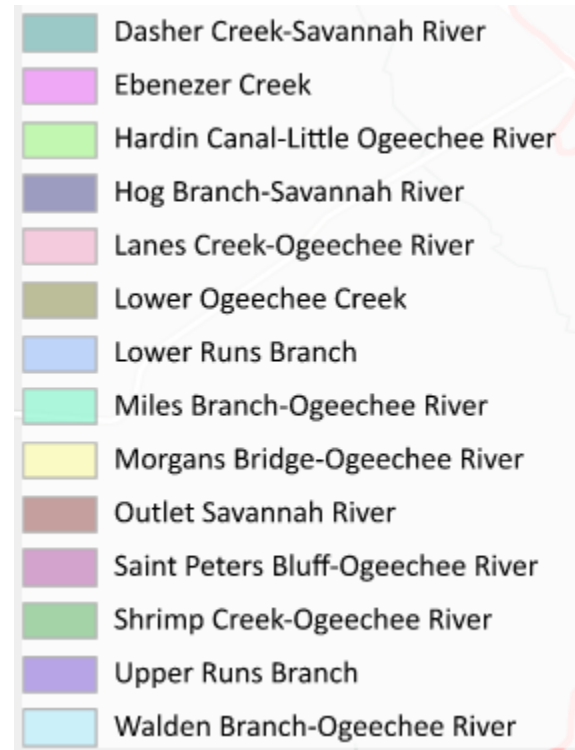 Dasher Creek-Savannah River
Ebenezer Creek
Hardin Canal-Little Ogeechee River
Hog Branch-Savannah River
Lanes Creek-Ogeechee River
Lower Ogeechee Creek
Lower Runs Branch
Miles Branch-Ogeechee River
Morgans Bridge-Ogeechee River
Outlet Savannah River
Saint Peters Bluff-Ogeechee River
Shrimp Creek-Ogeechee River
Upper Runs Branch
Walden Branch-Ogeechee River